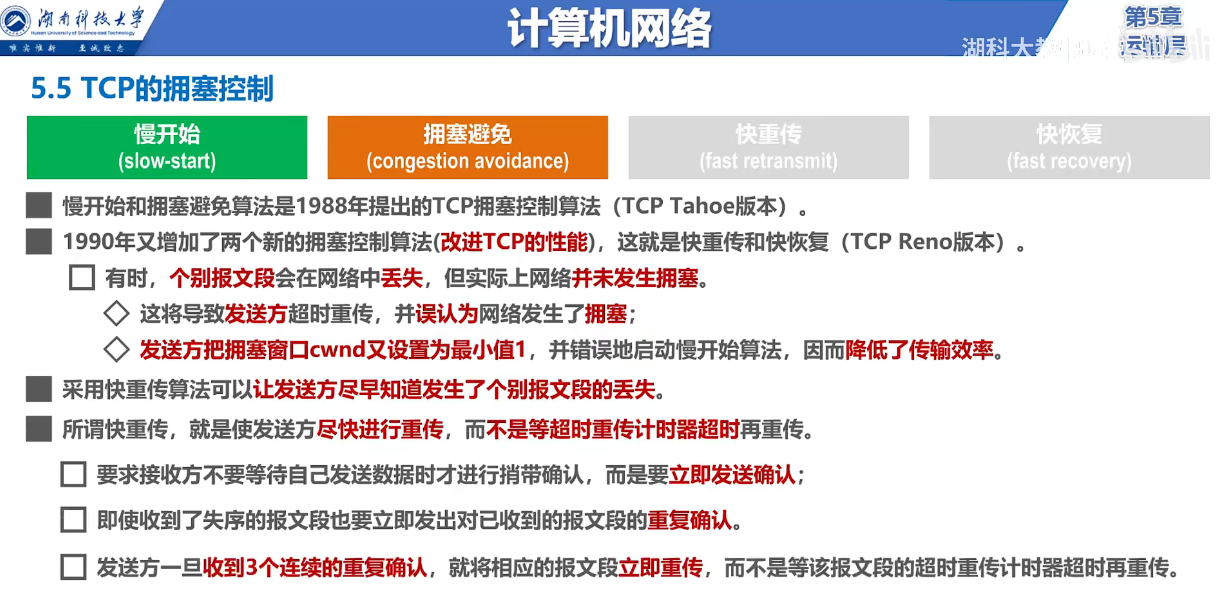 湖南科技大学
Hunan University of Science and Technology
唯实惟新 至诚致志
计算机网络
第5章
运输层
湖科大教
5.5 TCP的拥塞控制
慢开始
(slow-start)
拥塞避免
(congestion avoidance)
快重传
(fast retransmit)
快恢复
(fast recovery)
慢开始和拥塞避免算法是1988年提出的TCP拥塞控制算法（TCP Tahoe版本）。
1990年又增加了两个新的拥塞控制算法(改进TCP的性能)，这就是快重传和快恢复（TCP Reno版本）。
有时，个别报文段会在网络中丢失，但实际上网络并未发生拥塞。
这将导致发送方超时重传，并误认为网络发生了拥塞；
发送方把拥塞窗口cwnd又设置为最小值1，并错误地启动慢开始算法，因而降低了传输效率。
采用快重传算法可以让发送方尽早知道发生了个别报文段的丢失。
所谓快重传，就是使发送方尽快进行重传，而不是等超时重传计时器超时再重传。
要求接收方不要等待自己发送数据时才进行捎带确认，而是要立即发送确认；
即使收到了失序的报文段也要立即发出对已收到的报文段的重复确认。
发送方一旦收到3个连续的重复确认，就将相应的报文段立即重传，而不是等该报文段的超时重传计时器超时再重传。